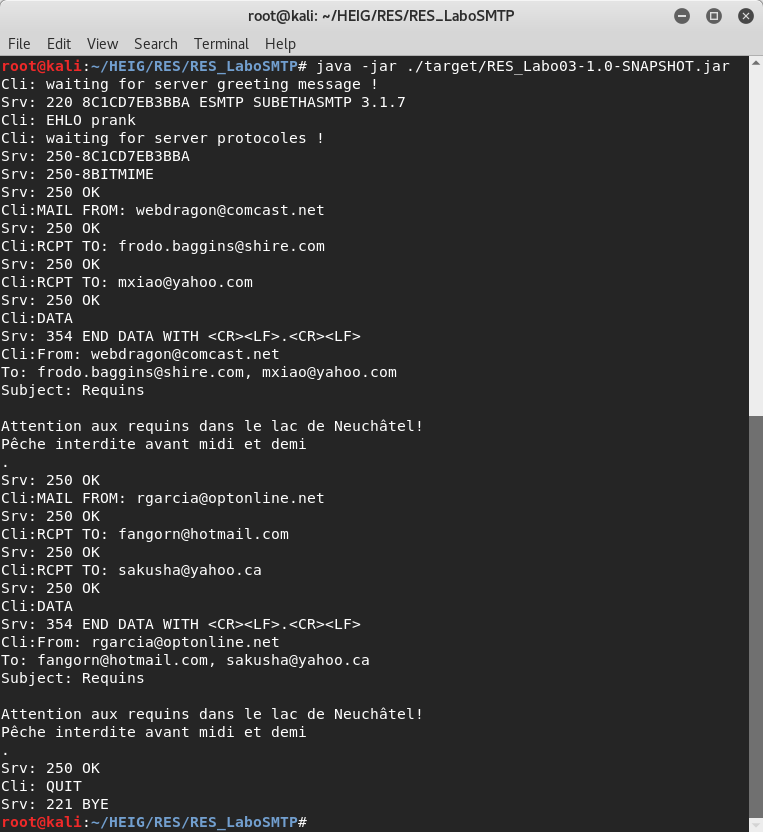 root@kali: ~/HEIG/RES/RES_LaboSMTP
File Edit View Search Terminal Help
root@kali:~/HEIG/RES/RES_LaboSMTP# java -jar ./target/RES_Labo03-1.0-SNAPSHOT.jar
Cli: waiting for server greeting message !
Srv: 220 8C1CD7EB3BBA ESMTP SUBETHASMTP 3.1.7
Cli: EHLO prank
Cli: waiting for server protocoles !
Srv: 250-8C1CD7EB3BBA
Srv: 250-8BITMIME
Srv: 250 OK
Cli:MAIL FROM: webdragon@comcast.net
Srv: 250 OK
Cli:RCPT TO: frodo.baggins@shire.com
Srv: 250 OK
Cli:RCPT TO: mxiao@yahoo.com
Srv: 250 OK
Cli:DATA
Srv: 354 END DATA WITH <CR><LF>.<CR><LF>
Cli:From: webdragon@comcast.net
To: frodo.baggins@shire.com, mxiao@yahoo.com
Subject: Requins

Attention aux requins dans le lac de Neuchâtel!
Pêche interdite avant midi et demi
.
Srv: 250 OK
Cli:MAIL FROM: rgarcia@optonline.net
Srv: 250 OK
Cli:RCPT TO: fangorn@hotmail.com
Srv: 250 OK
Cli:RCPT TO: sakusha@yahoo.ca
Srv: 250 OK
Cli:DATA
Srv: 354 END DATA WITH <CR><LF>.<CR><LF>
Cli:From: rgarcia@optonline.net
To: fangorn@hotmail.com, sakusha@yahoo.ca
Subject: Requins

Attention aux requins dans le lac de Neuchâtel!
Pêche interdite avant midi et demi
.
Srv: 250 OK
Cli: QUIT
Srv: 221 BYE
root@kali:~/HEIG/RES/RES_LaboSMTP#